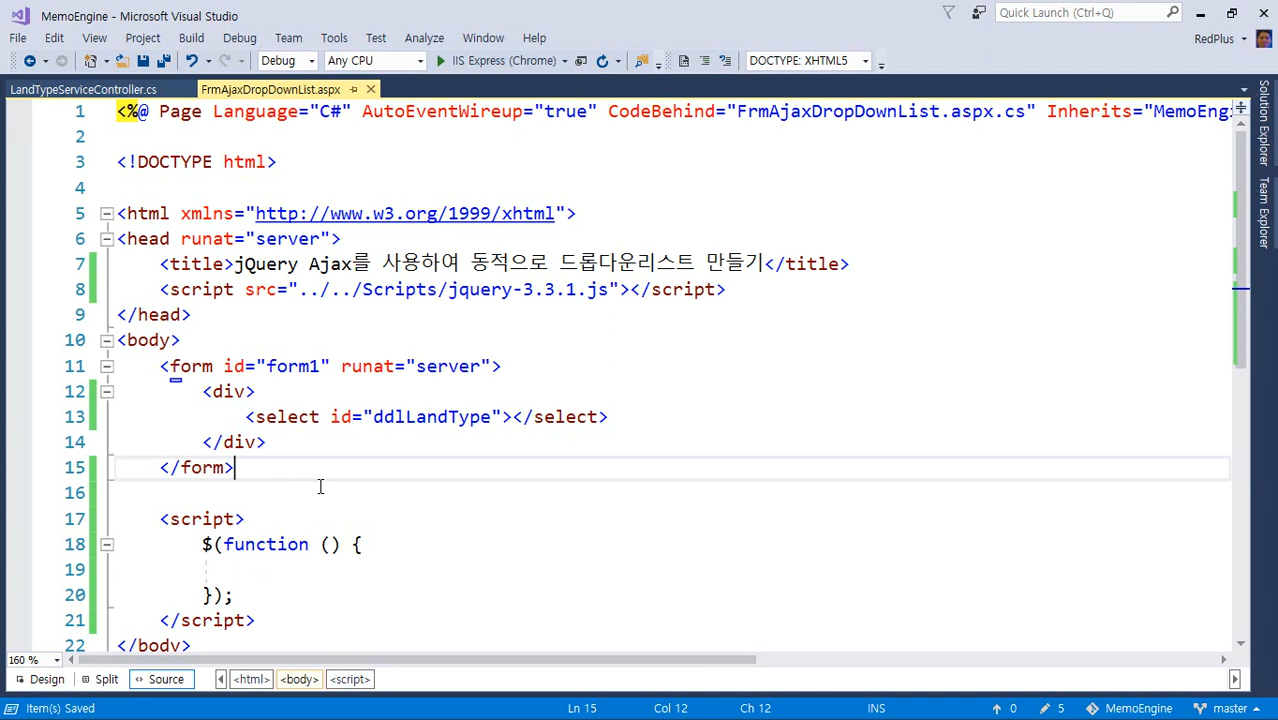 MemoEngine - Microsoft Visual Studio
Quick Launch (Ctrl+Q)
File Edit View Project Build Debug Team Tools Test Analyze Window Help
RedPlus
Debug Any CPU IIS Express (Chrome) DOCTYPE: XHTML5
LandTypeServiceController.cs FrmAjaxDropDownList.aspx
Solution Explorer
Team Explorer
1 <%@ Page Language="C#" AutoEventWireup="true" CodeBehind="FrmAjaxDropDownList.aspx.cs" Inherits="MemoEngi
2
3 <!DOCTYPE html>
4
5 <html xmlns="http://www.w3.org/1999/xhtml">
6 <head runat="server">
7 <title>jQuery Ajax를 사용하여 동적으로 드롭다운리스트 만들기</title>
8 <script src="../../Scripts/jquery-3.3.1.js"></script>
9 </head>
10 <body>
11 <form id="form1" runat="server">
12 <div>
13 <select id="ddlLandType"></select>
14 </div>
15 </form>
16
17 <script>
18 $(function () {
19
20 });
21 </script>
22 </body>
160 %
Design Split Source <html> <body> <script>
Item(s) Saved Ln 15 Col 12 Ch 12 INS 0 5 MemoEngine master